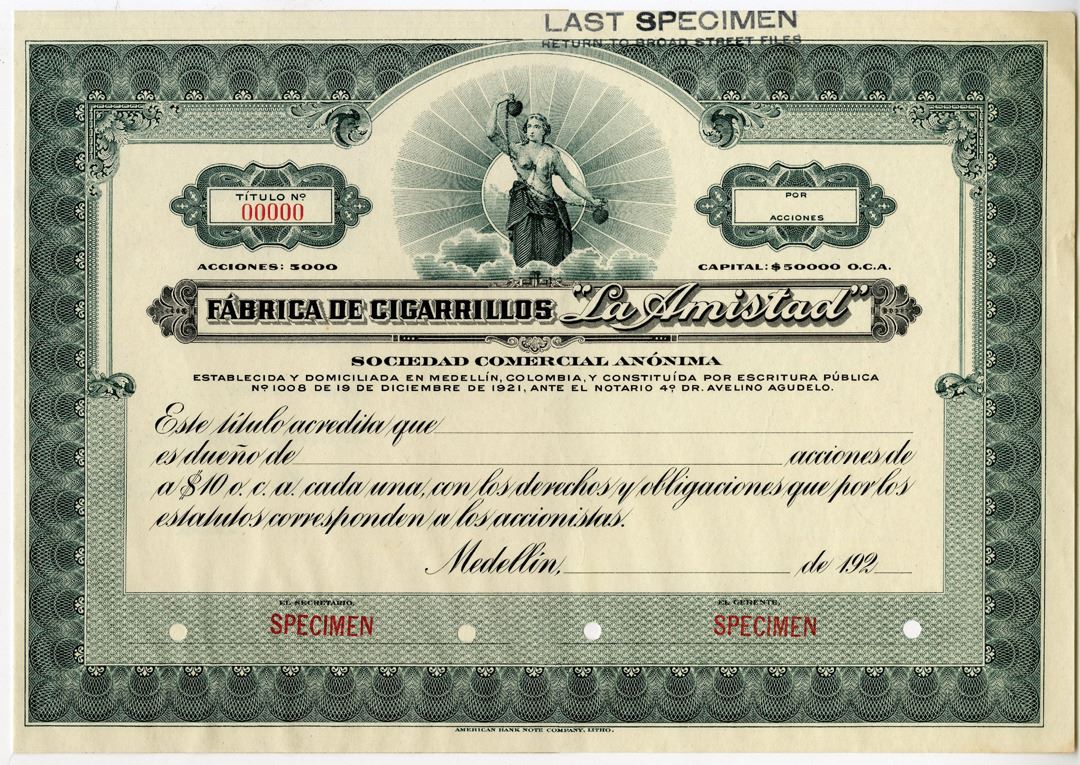 LAST SPECIMEN
RETURN TO BROAD STREET FILES
TÍTULO Nº
00000
POR
ACCIONES
ACCIONES: 5000
CAPITAL: $50000 O.C.A.
FÁBRICA DE CIGARRILLOS "La Amistad"
SOCIEDAD COMERCIAL ANÓNIMA
ESTABLECIDA Y DOMICILIADA EN MEDELLÍN, COLOMBIA, Y CONSTITUÍDA POR ESCRITURA PÚBLICA
Nº 1008 DE 19 DE DICIEMBRE DE 1921, ANTE EL NOTARIO 4º DR. AVELINO AGUDELO.
Este título acredita que
es dueño de acciones de
a $10 o. c. a. cada una, con los derechos y obligaciones que por los
estatutos corresponden a los accionistas.
Medellín, de 192
EL SECRETARIO,
EL GERENTE,
SPECIMEN
SPECIMEN
AMERICAN BANK NOTE COMPANY, LITHO.